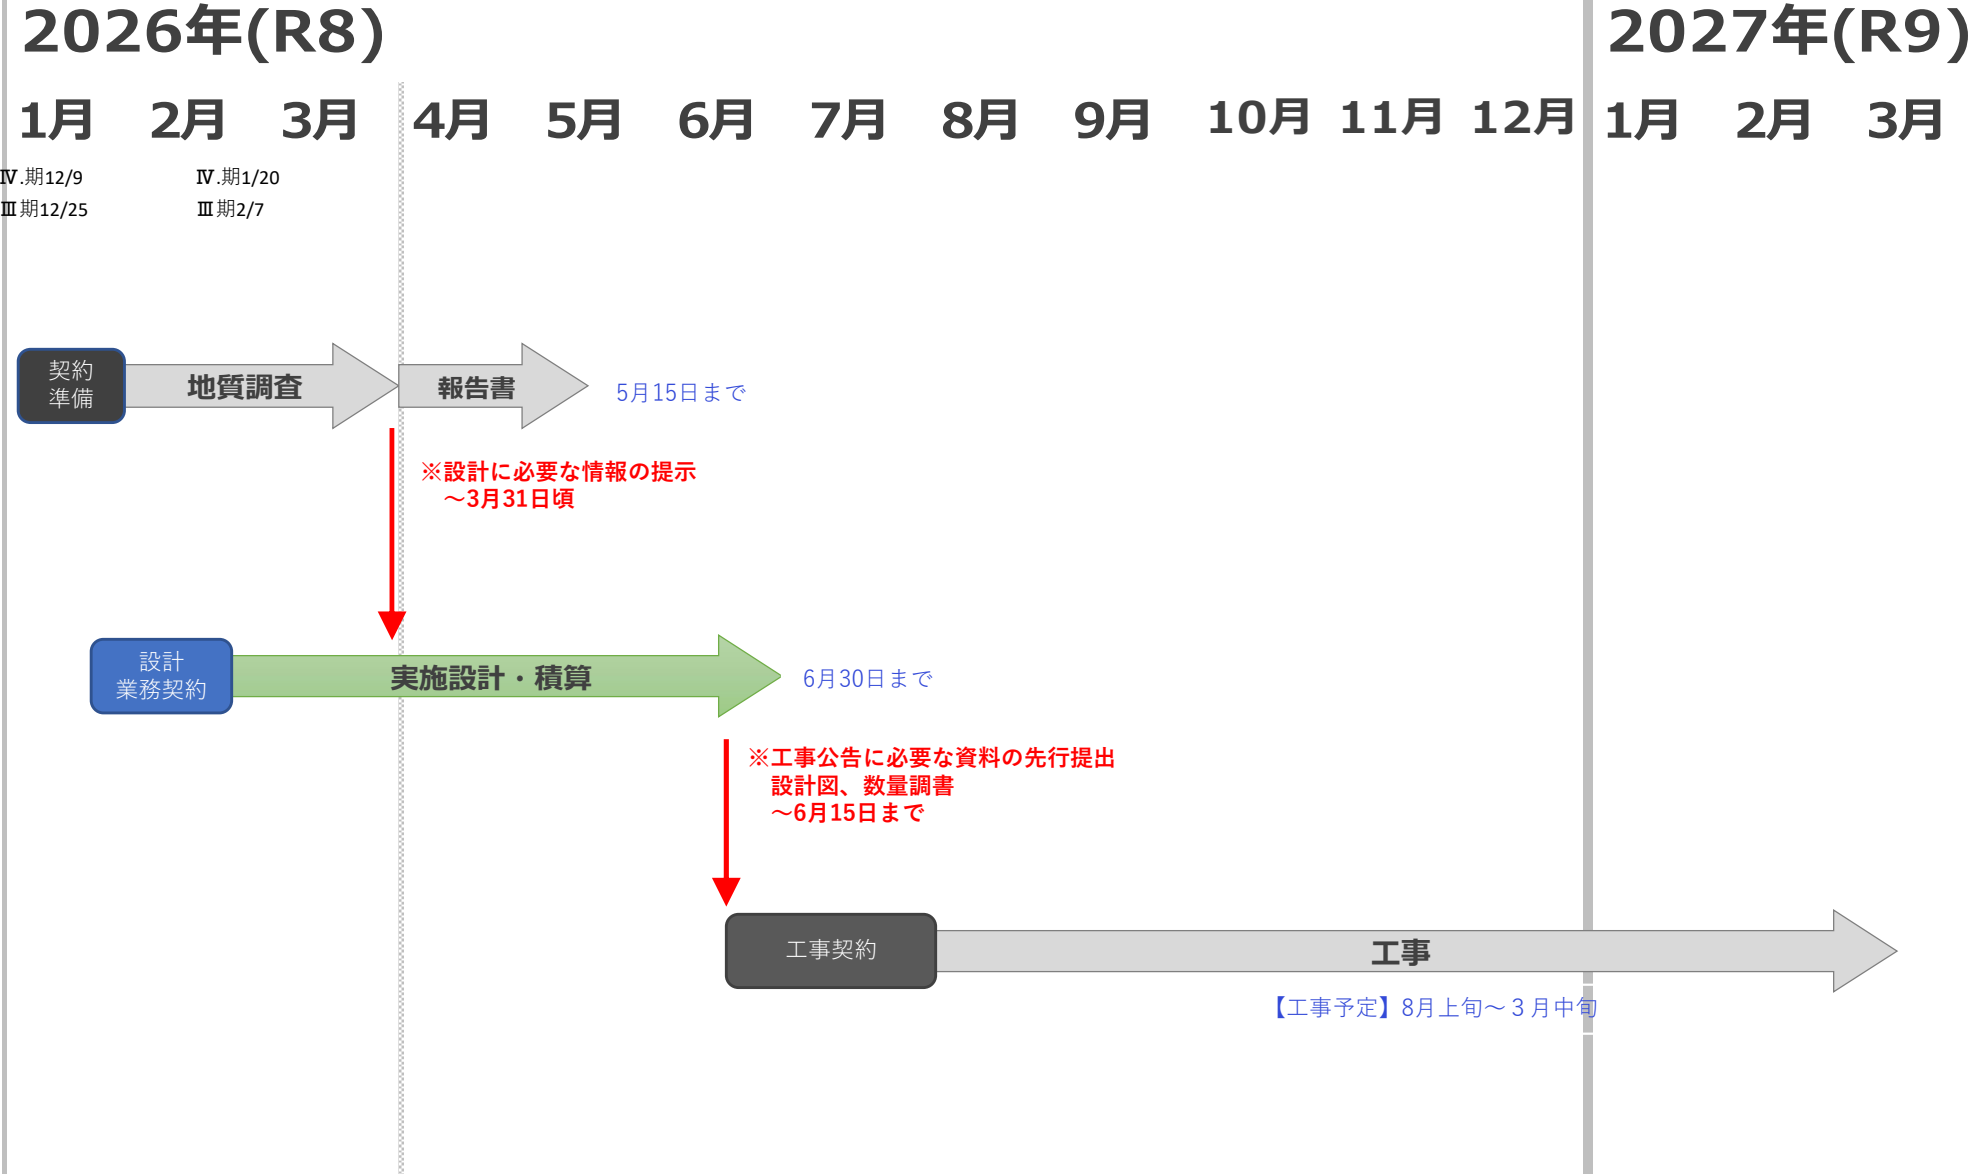 2026年(R8)
2027年(R9)
1月 2月 3月 4月 5月 6月 7月 8月 9月 10月 11月 12月 1月 2月 3月
Ⅳ.期12/9
Ⅲ期12/25
Ⅳ.期1/20
Ⅲ期2/7
契約
準備
地質調査
報告書
5月15日まで
※設計に必要な情報の提示
～3月31日頃
設計
業務契約
実施設計・積算
6月30日まで
※工事公告に必要な資料の先行提出
設計図、数量調書
～6月15日まで
工事契約
工事
【工事予定】8月上旬～３月中旬